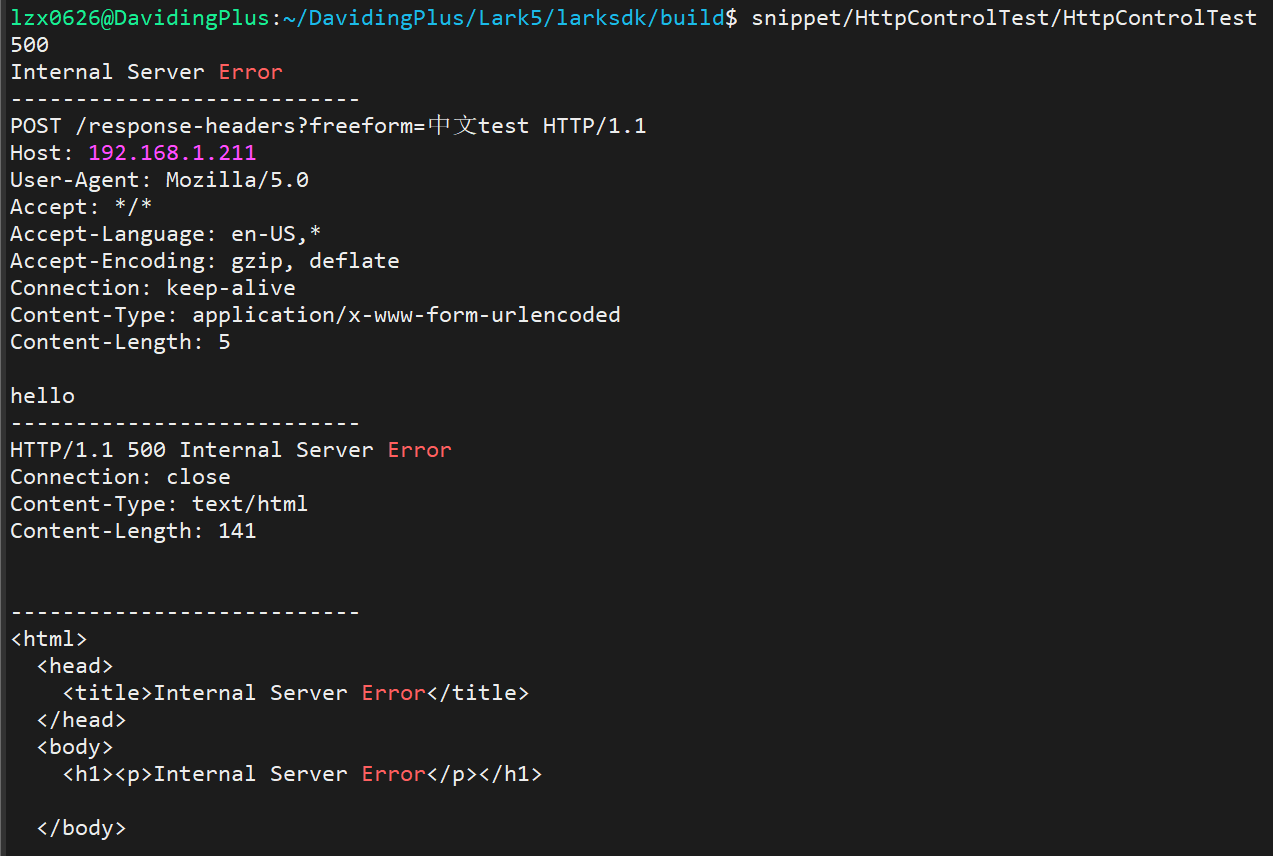 lzx0626@DavidingPlus:~/DavidingPlus/Lark5/larksdk/build$ snippet/HttpControlTest/HttpControlTest
500
Internal Server Error
---------------------------
POST /response-headers?freeform=中文test HTTP/1.1
Host: 192.168.1.211
User-Agent: Mozilla/5.0
Accept: */*
Accept-Language: en-US,*
Accept-Encoding: gzip, deflate
Connection: keep-alive
Content-Type: application/x-www-form-urlencoded
Content-Length: 5

hello
---------------------------
HTTP/1.1 500 Internal Server Error
Connection: close
Content-Type: text/html
Content-Length: 141


---------------------------
<html>
  <head>
    <title>Internal Server Error</title>
  </head>
  <body>
    <h1><p>Internal Server Error</p></h1>

  </body>